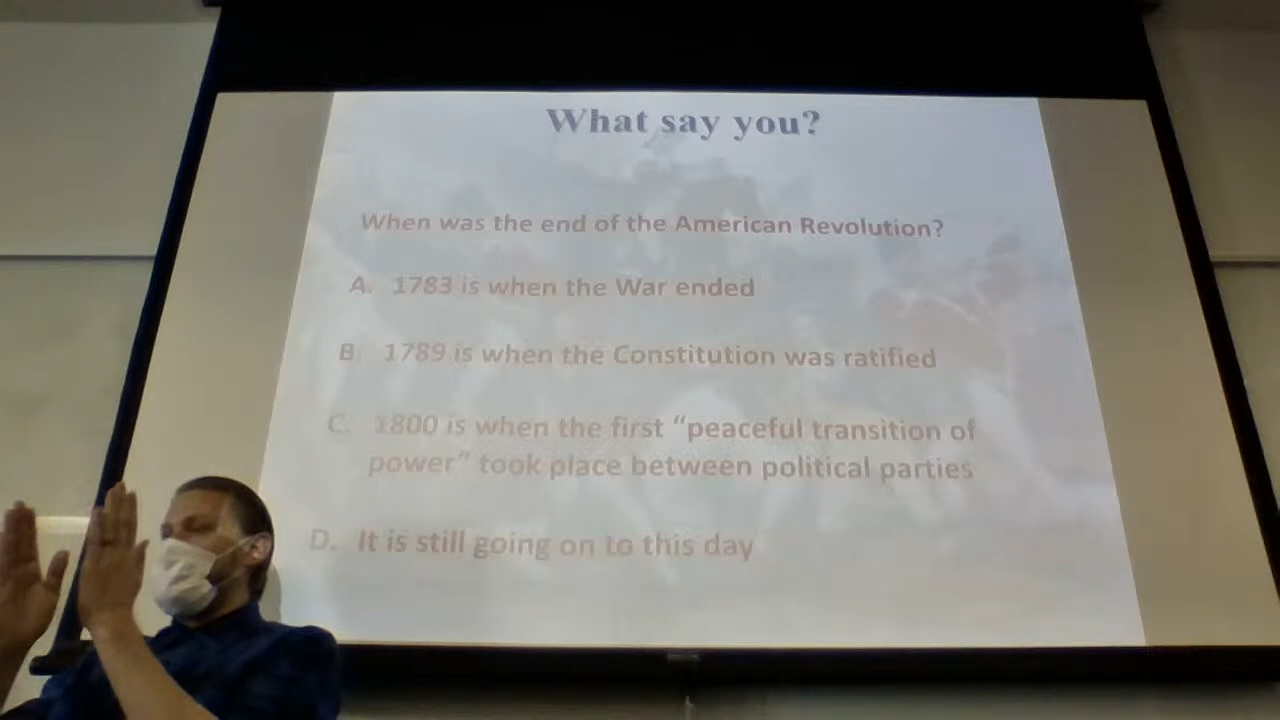 What say you?
When was the end of the American Revolution?
A. 1783 is when the War ended
B. 1789 is when the Constitution was ratified
C. 1800 is when the first “peaceful transition of
power” took place between political parties
D. It is still going on to this day